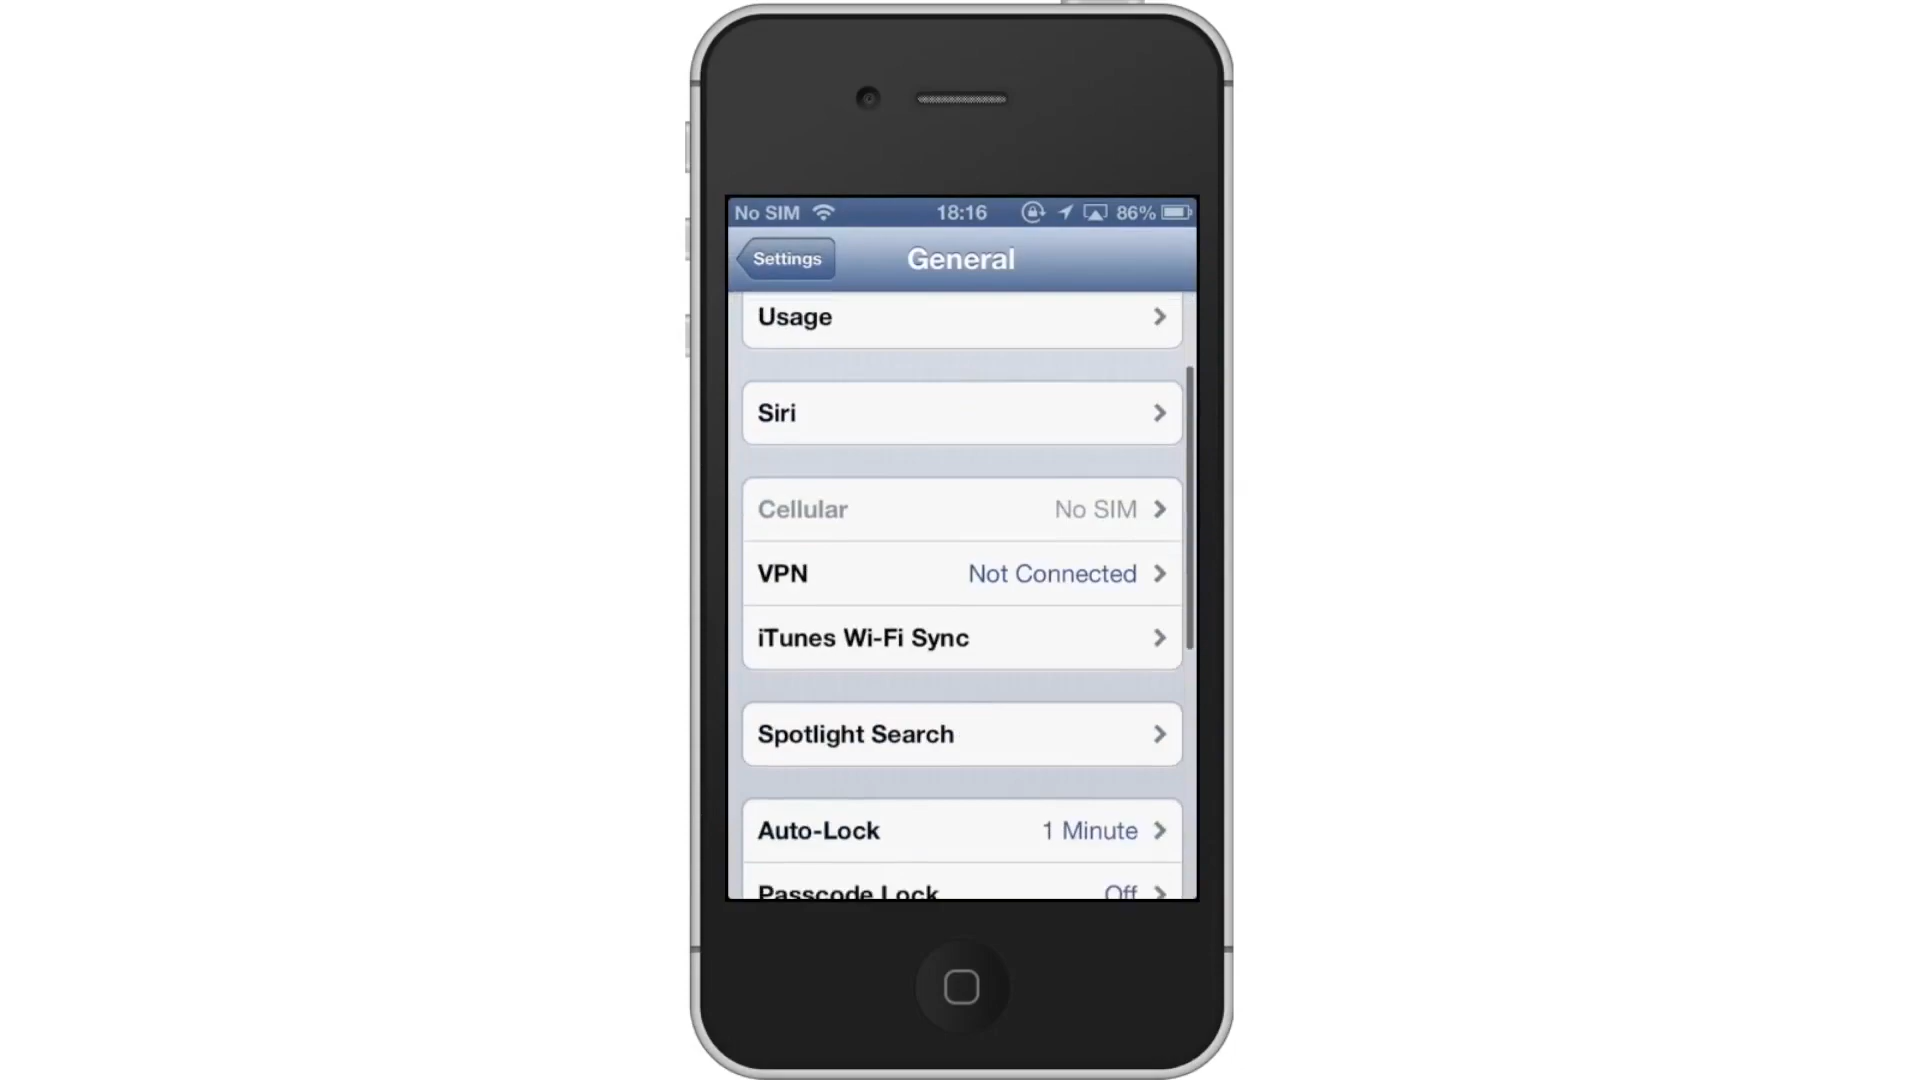 No SIM 18:16 86%
Settings General
Usage
Siri
Cellular No SIM
VPN Not Connected
iTunes Wi-Fi Sync
Spotlight Search
Auto-Lock 1 Minute
Passcode Lock Off